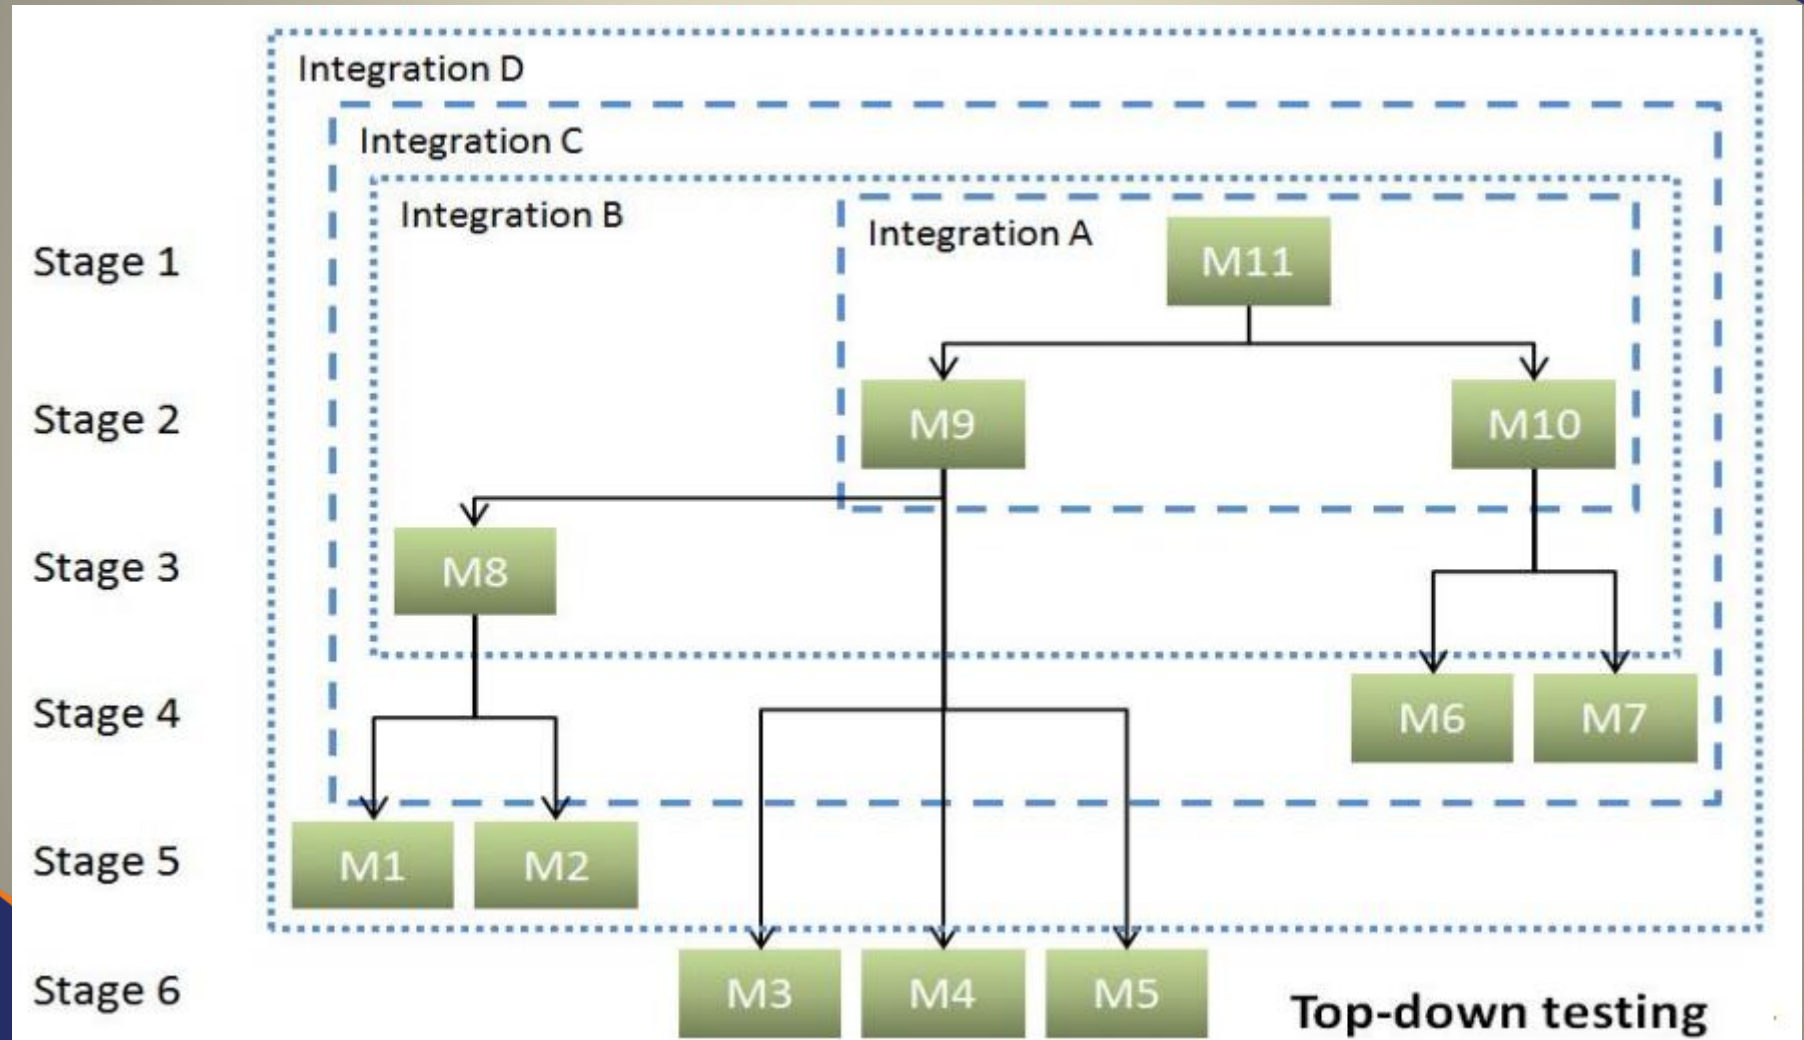 Integration D
Integration C
Integration B
Integration A
Stage 1
M11
Stage 2
M9
M10
Stage 3
M8
Stage 4
M6
M7
Stage 5
M1
M2
Stage 6
M3
M4
M5
Top-down testing